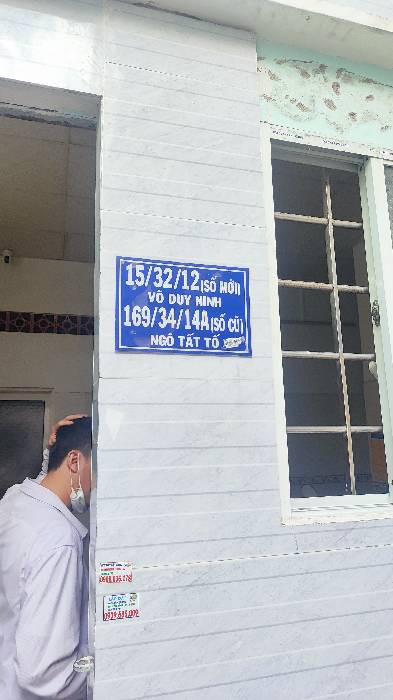 15/32/12(SỐ MỚI)
VÕ DUY NINH
169/34/14A(SỐ CŨ)
NGÔ TẤT TỐ